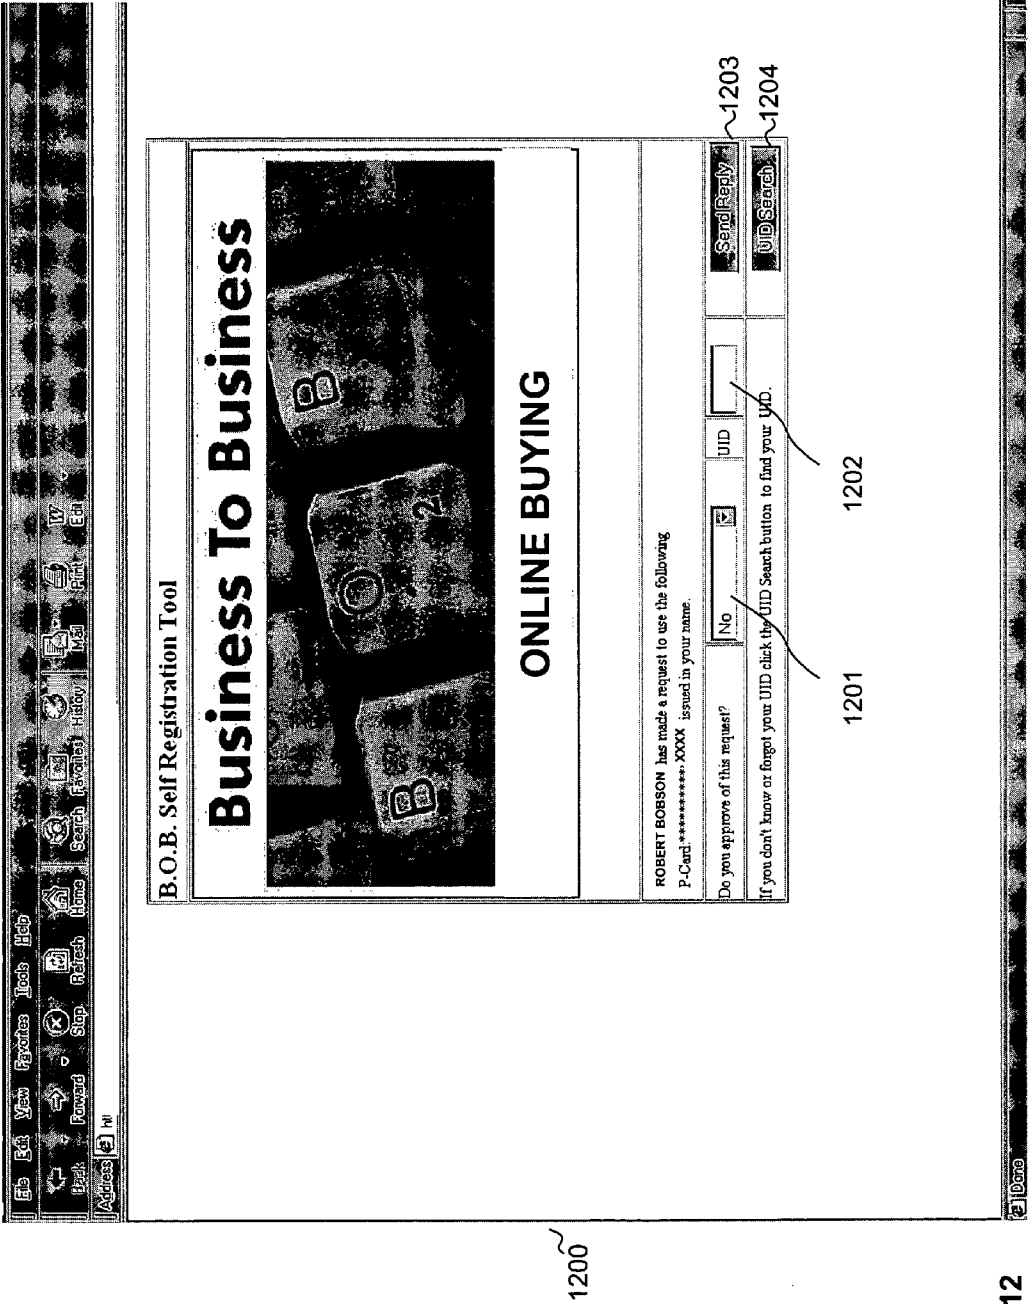 File Edit View Favorites Tools Help
Back Forward Stop Refresh Home Search Favorites History Mail Print Edit
Address
B.O.B. Self Registration Tool
Business To Business
B O 2 B
ONLINE BUYING
ROBERT BOBSON has made a request to use the following
P-Card:***********XXXX issued in your name.
Do you approve of this request? No UID Send Reply
If you don't know or forgot your UID click the UID Search button to find your UID. UID Search
1203
1204
1201
1202
Done
1200
12